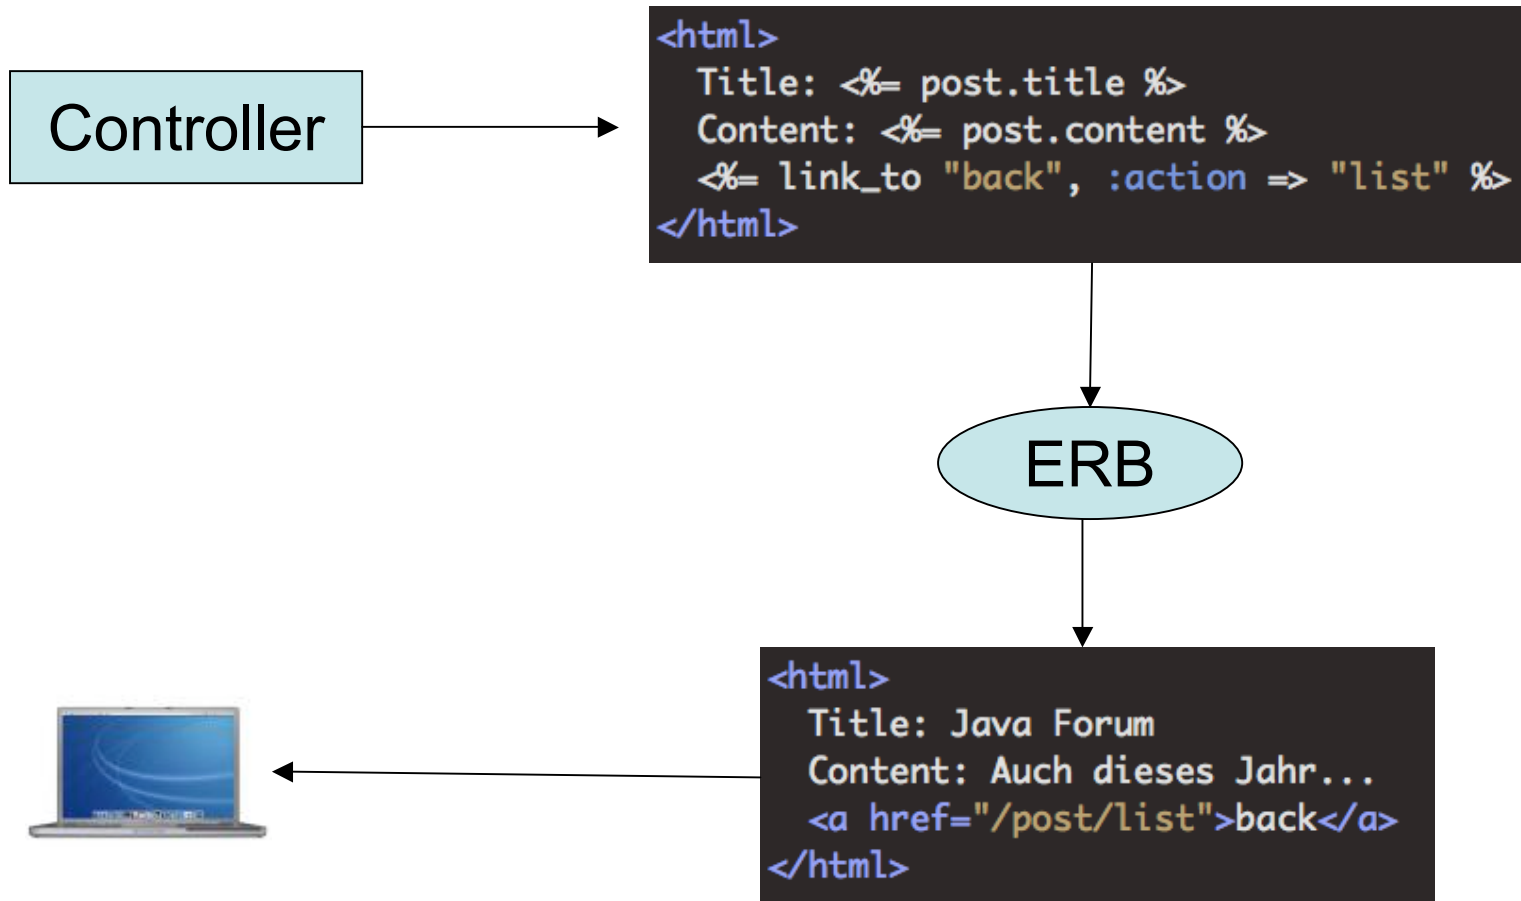 Controller
<html>
Title: <%= post.title %>
Content: <%= post.content %>
<%= link_to "back", :action => "list" %>
</html>
ERB
<html>
Title: Java Forum
Content: Auch dieses Jahr...
<a href="/post/list">back</a>
</html>